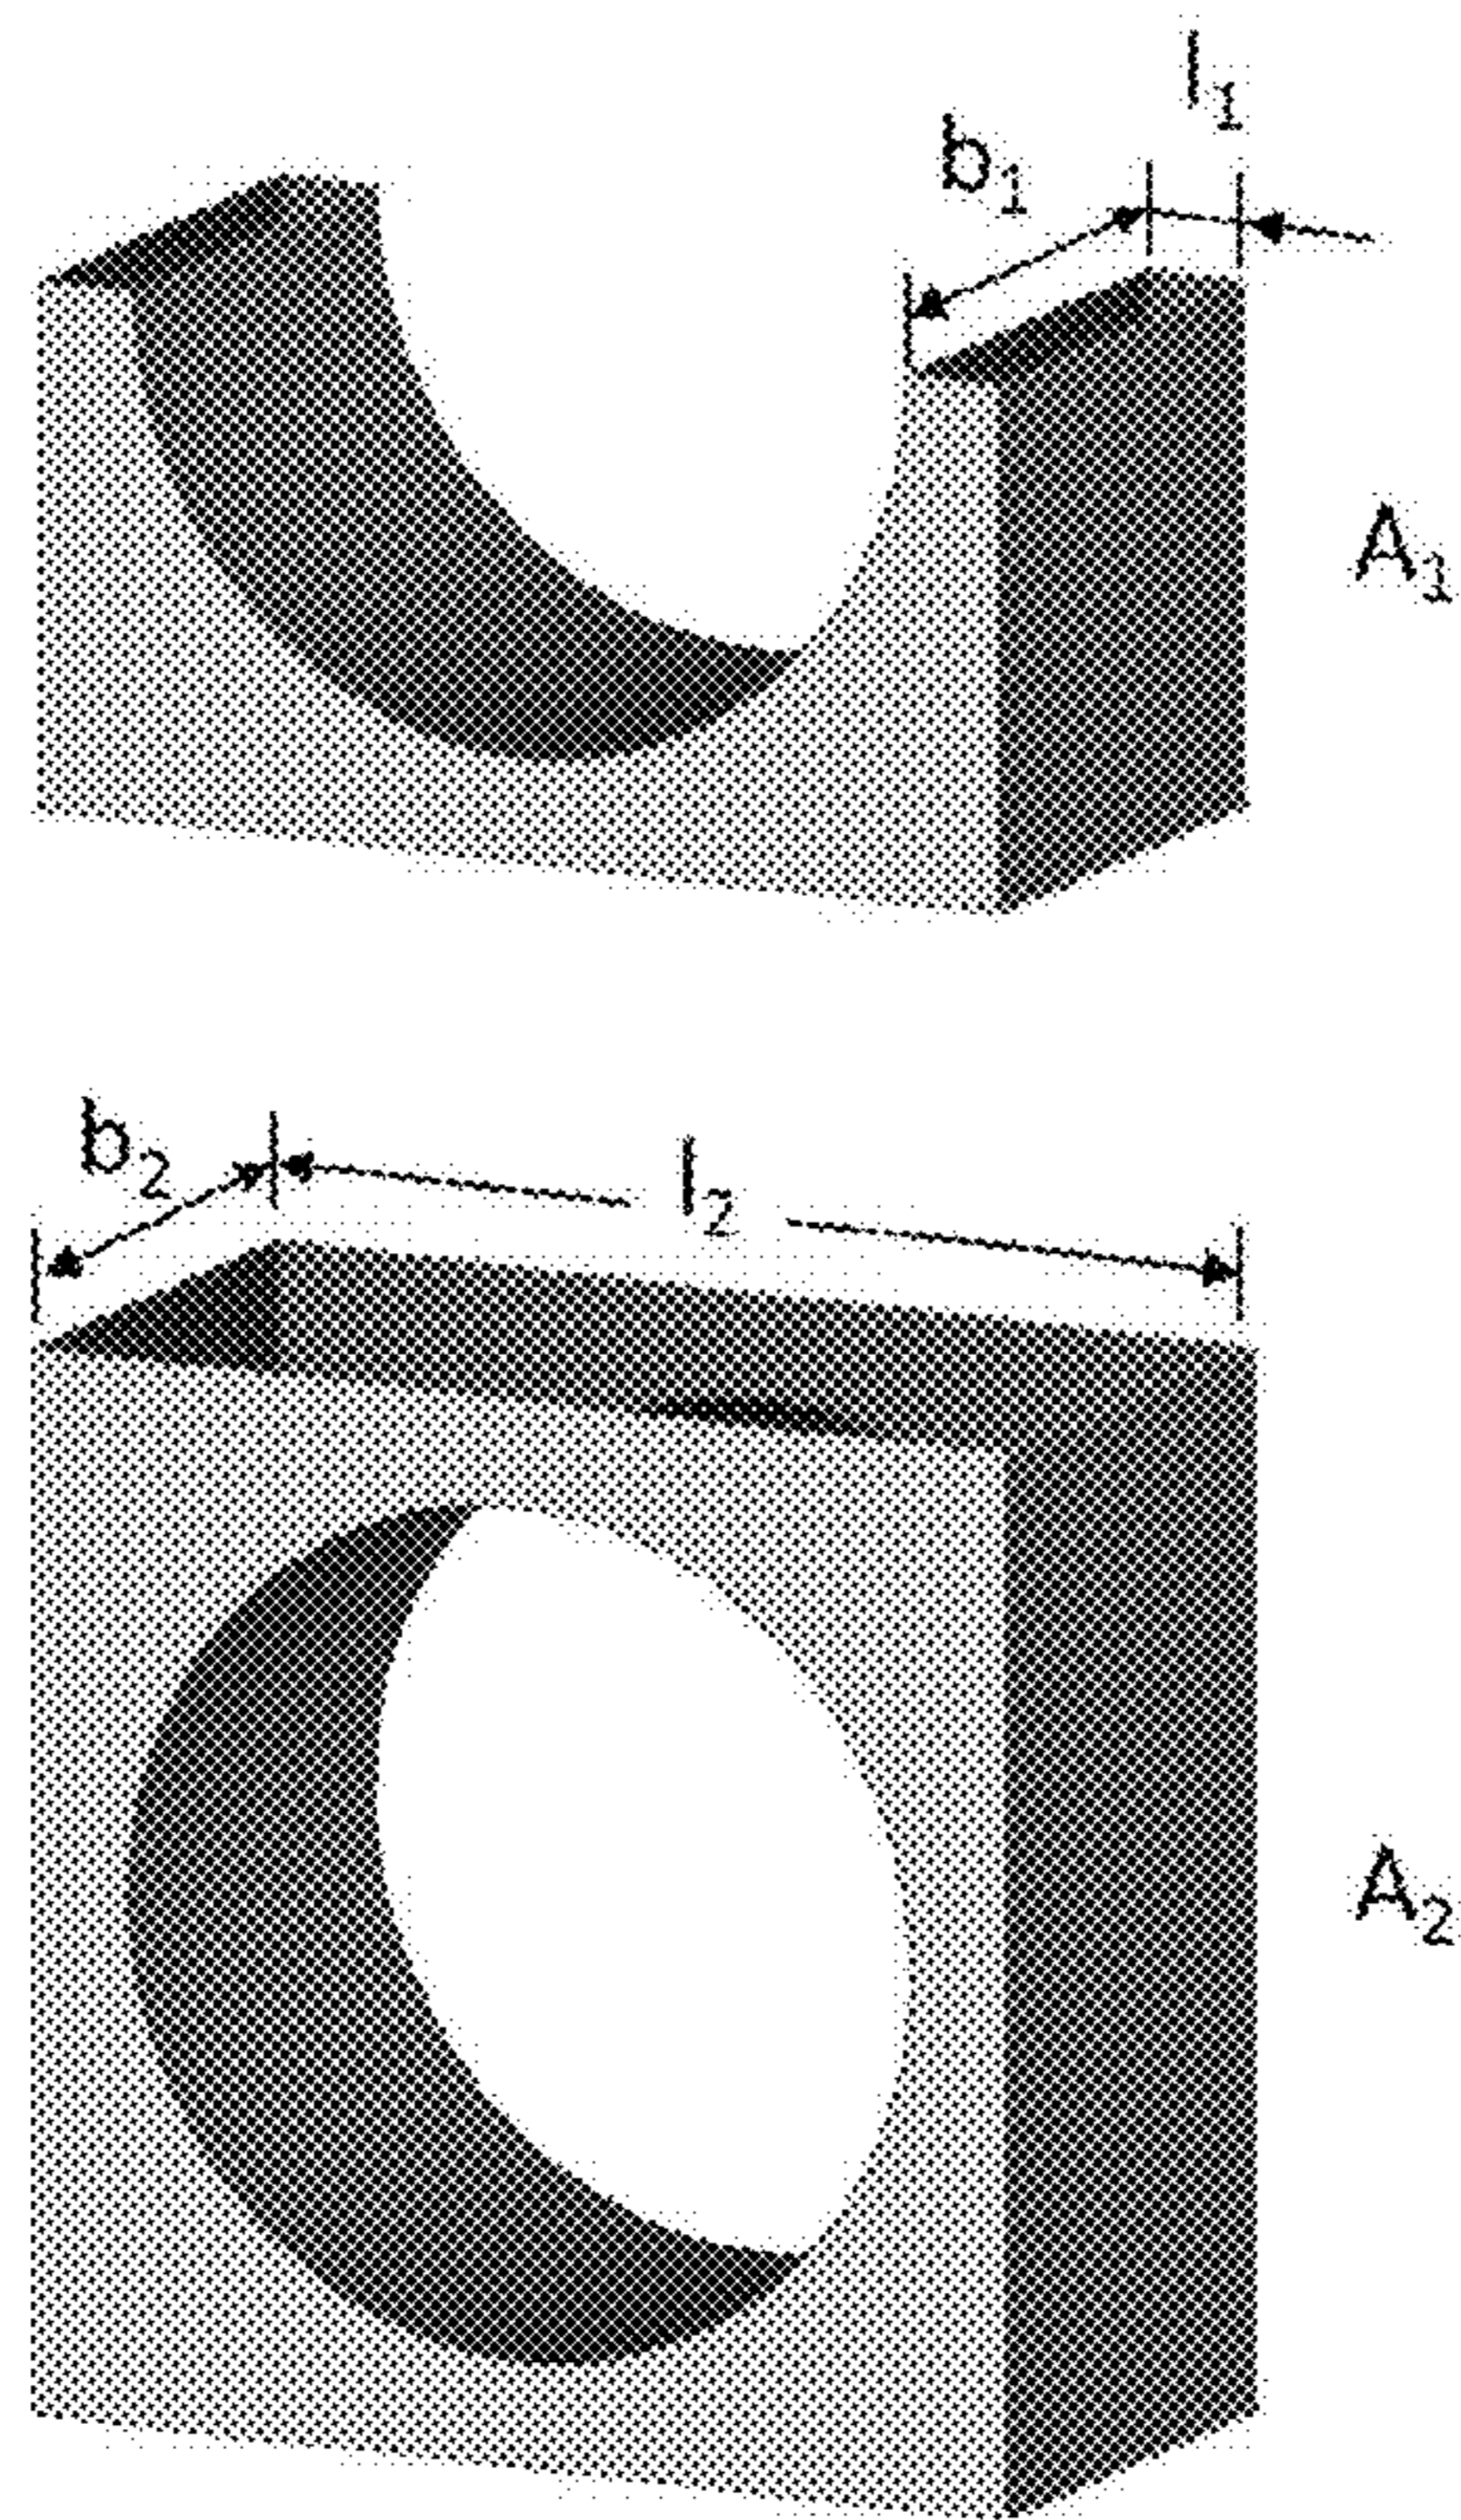 l₁
b₁
A₁
b₂
l₂
A₂